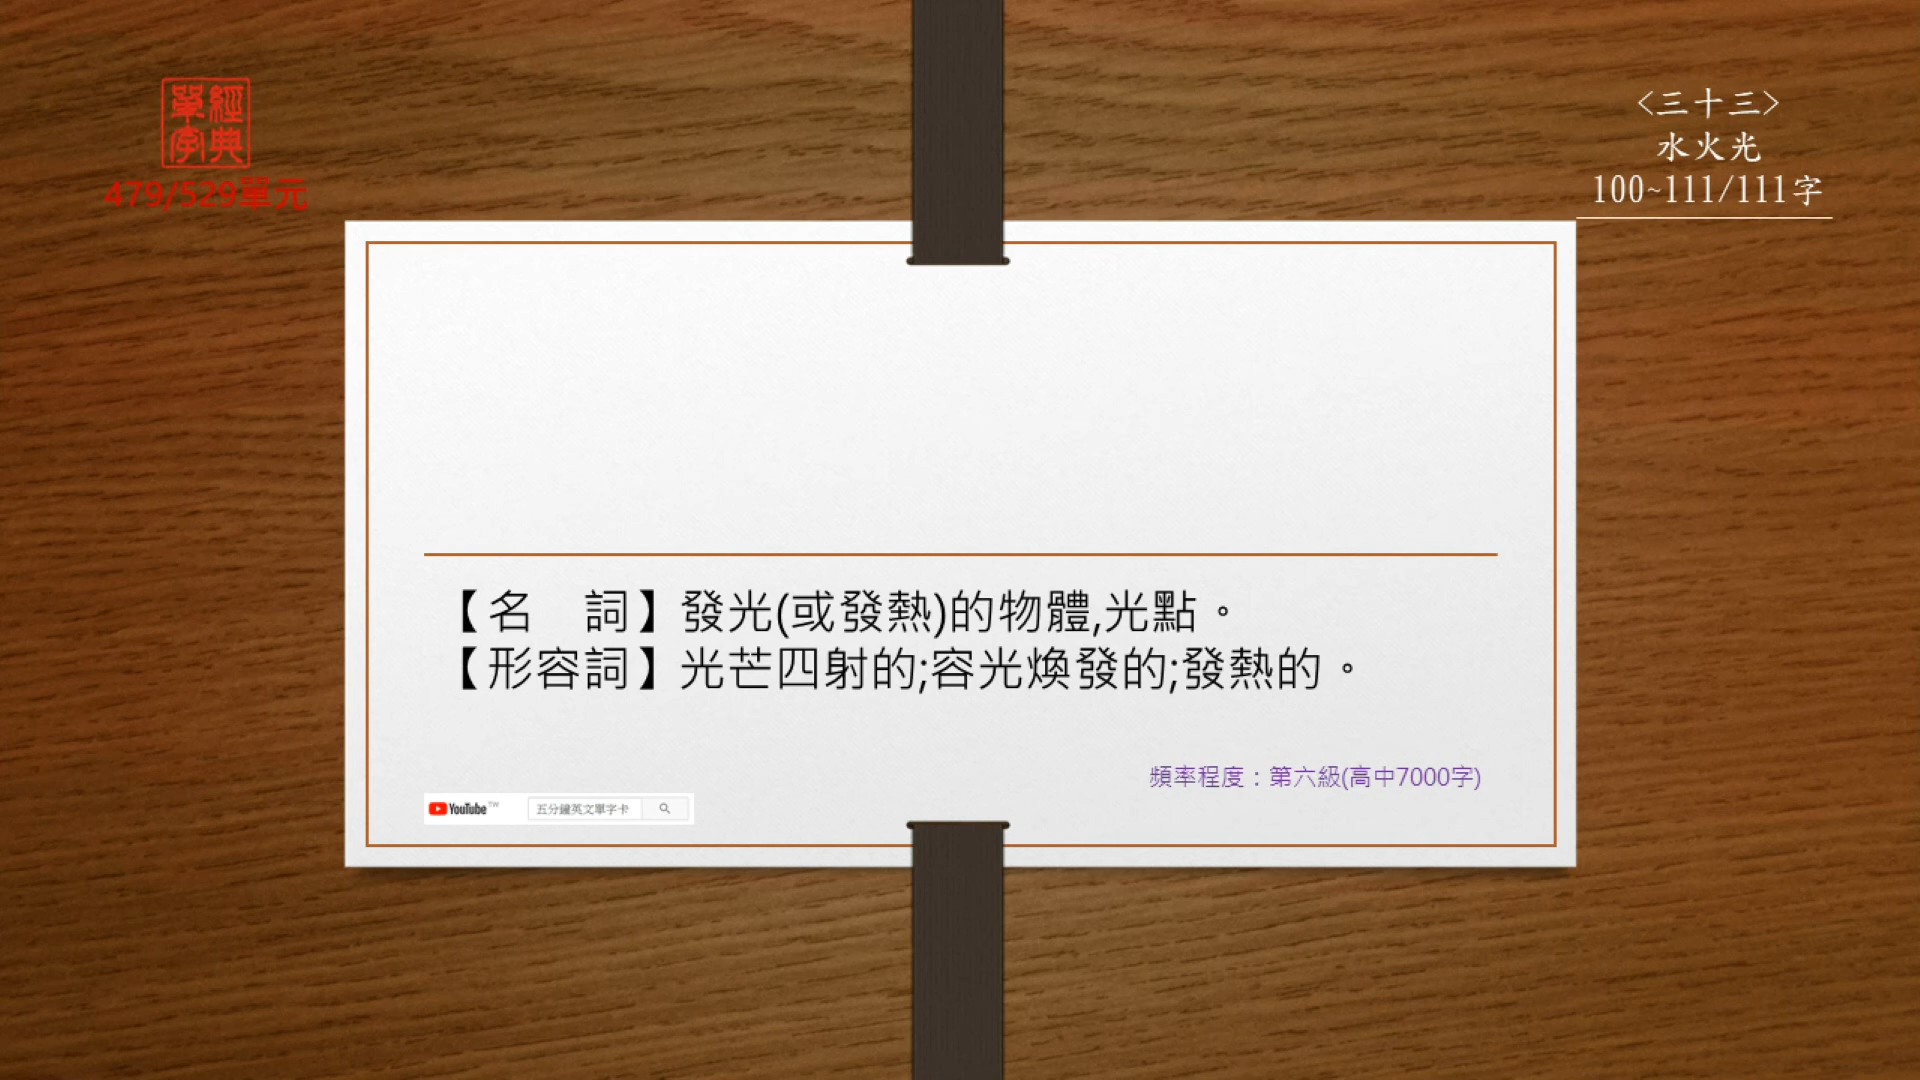 經典
單字
479/529單元
<三十三>
水火光
100~111/111字
【名　詞】發光(或發熱)的物體,光點。
【形容詞】光芒四射的;容光煥發的;發熱的。
頻率程度：第六級(高中7000字)
YouTube TW
五分鐘英文單字卡